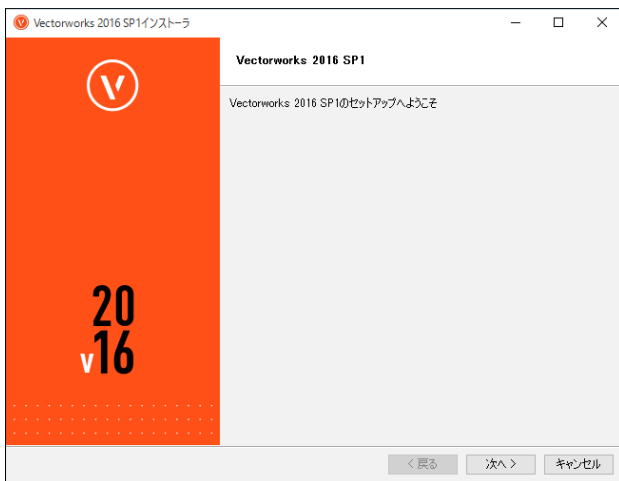 Vectorworks 2016 SP1インストーラ
Vectorworks 2016 SP1
Vectorworks 2016 SP1のセットアップへようこそ
20
v16
< 戻る
次へ >
キャンセル